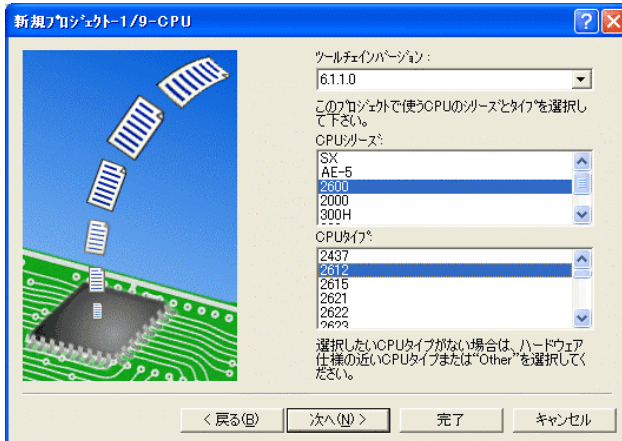 新規プロジェクト-1/9-CPU
ツールチェインバージョン :
6.1.1.0
このプロジェクトで使うCPUのシリーズとタイプを選択し
て下さい。
CPUシリーズ:
SX
AE-5
2600
2000
300H
CPUタイプ:
2437
2612
2615
2621
2622
2623
選択したいCPUタイプがない場合は、ハードウェア
仕様の近いCPUタイプまたは"Other"を選択してく
ださい。
< 戻る(B)
次へ(N) >
完了
キャンセル